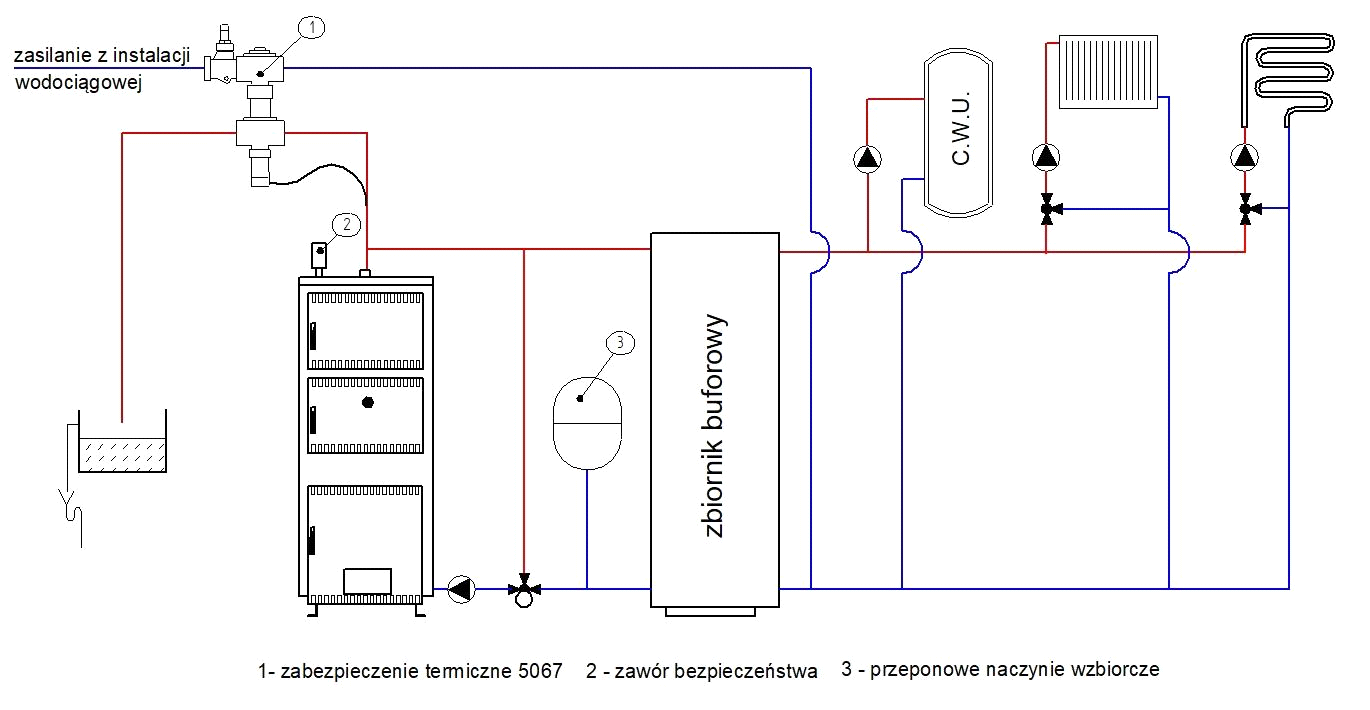 1
zasilanie z instalacji
wodociągowej
C.W.U.
2
3
zbiornik buforowy
1- zabezpieczenie termiczne 5067 2 - zawór bezpieczeństwa 3 - przeponowe naczynie wzbiorcze